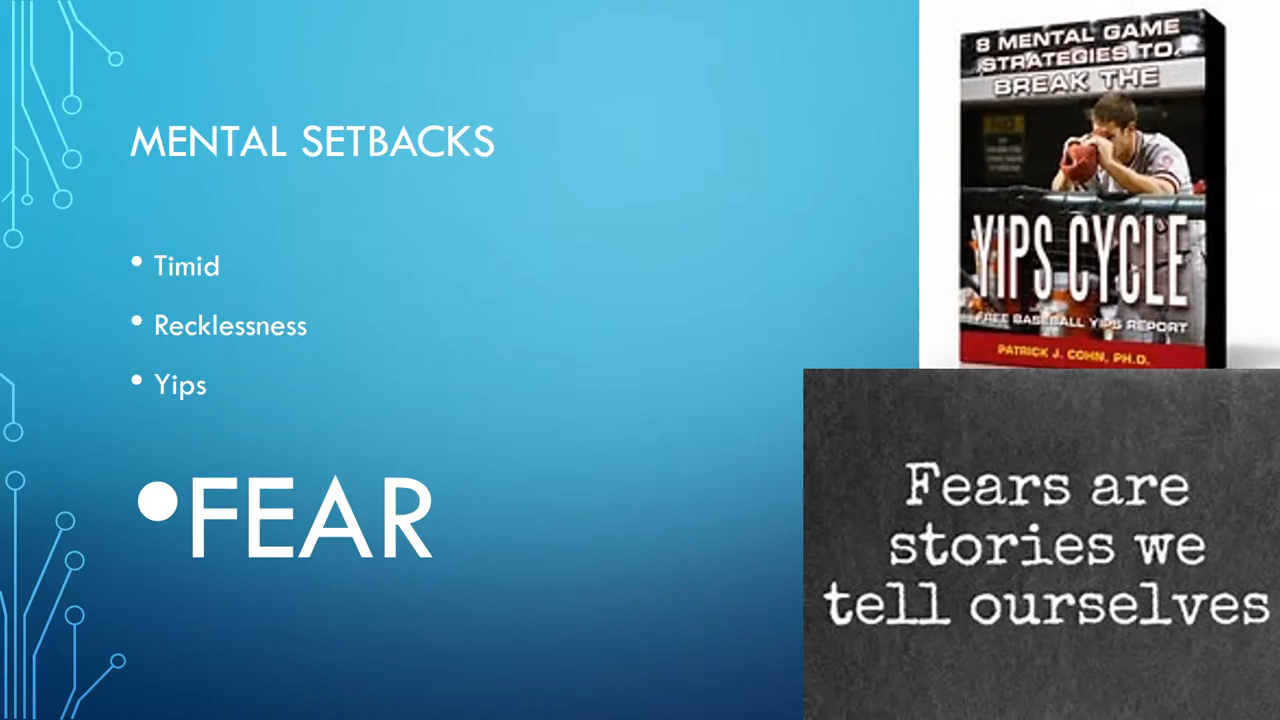 MENTAL SETBACKS
• Timid
• Recklessness
• Yips
• FEAR
8 MENTAL GAME
STRATEGIES TO
BREAK THE
YIPS CYCLE
FREE BASEBALL YIPS REPORT
PATRICK J. COHN, PH.D.
Fears are
stories we
tell ourselves